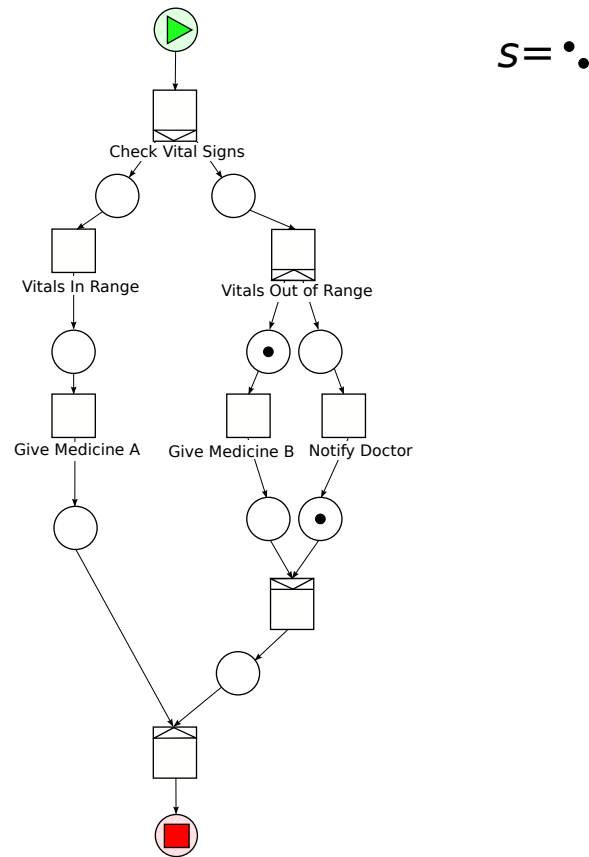 s=
Check Vital Signs
Vitals In Range
Vitals Out of Range
Give Medicine A
Give Medicine B
Notify Doctor